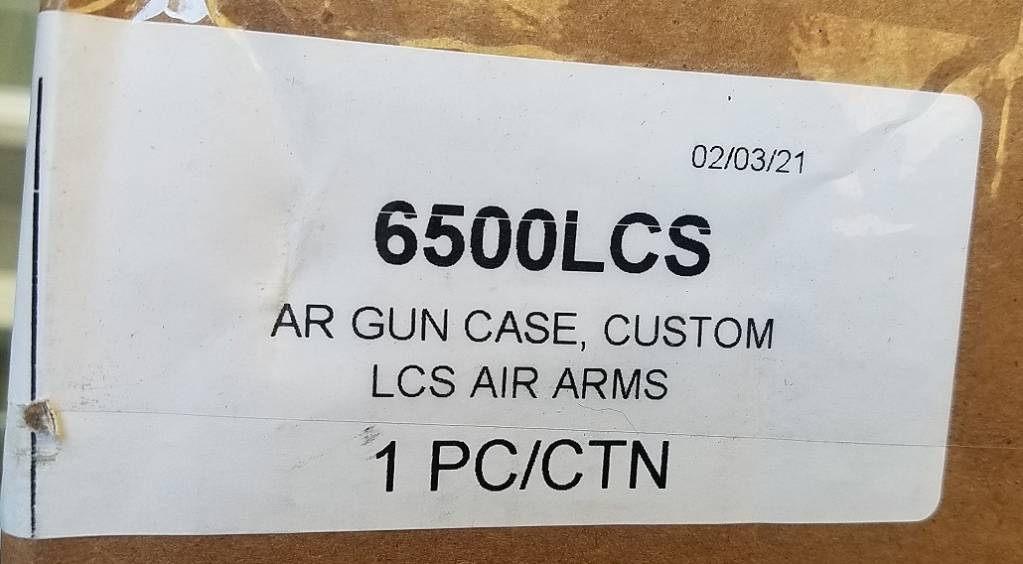 02/03/21
6500LCS
AR GUN CASE, CUSTOM
LCS AIR ARMS
1 PC/CTN